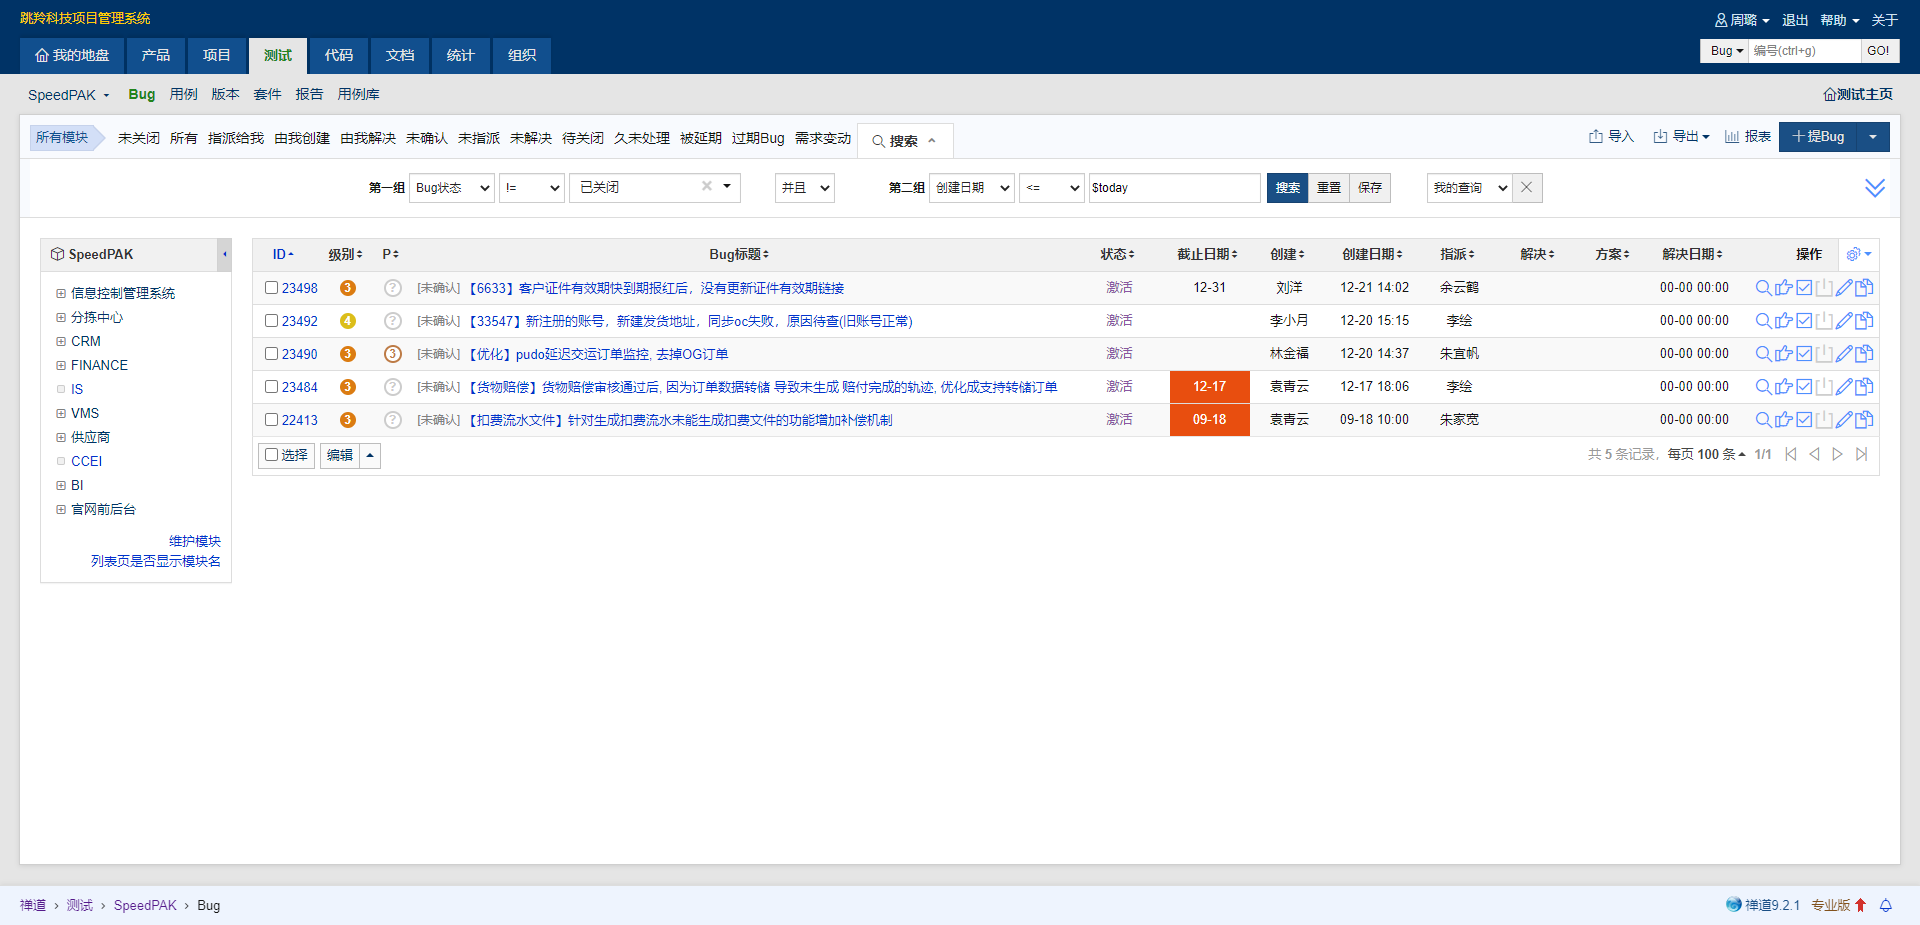 跳羚科技项目管理系统
周璐 退出 帮助 关于
我的地盘 产品 项目 测试 代码 文档 统计 组织
Bug 编号(ctrl+g) GO!
SpeedPAK Bug 用例 版本 套件 报告 用例库 测试主页
所有模块 未关闭 所有 指派给我 由我创建 由我解决 未确认 未指派 未解决 待关闭 久未处理 被延期 过期Bug 需求变动 搜索 导入 导出 报表 提Bug
第一组 Bug状态 != 已关闭 并且 第二组 创建日期 <= $today 搜索 重置 保存 我的查询
SpeedPAK
信息控制管理系统
分拣中心
CRM
FINANCE
IS
VMS
供应商
CCEI
BI
官网前后台
维护模块
列表页是否显示模块名
ID 级别 P Bug标题 状态 截止日期 创建 创建日期 指派 解决 方案 解决日期 操作
23498 3 ? [未确认] 【6633】客户证件有效期快到期报红后，没有更新证件有效期链接 激活 12-31 刘洋 12-21 14:02 余云鹤 00-00 00:00
23492 4 ? [未确认] 【33547】新注册的账号，新建发货地址，同步oc失败，原因待查(旧账号正常) 激活 李小月 12-20 15:15 李绘 00-00 00:00
23490 3 3 [未确认] 【优化】pudo延迟交运订单监控, 去掉OG订单 激活 林金福 12-20 14:37 朱宣帆 00-00 00:00
23484 3 ? [未确认] 【货物赔偿】货物赔偿审核通过后, 因为订单数据转储 导致未生成 赔付完成的轨迹, 优化成支持转储订单 激活 12-17 袁青云 12-17 18:06 李绘 00-00 00:00
22413 3 ? [未确认] 【扣费流水文件】针对生成扣费流水未能生成扣费文件的功能增加补偿机制 激活 09-18 袁青云 09-18 10:00 朱家宽 00-00 00:00
选择 编辑 共 5 条记录，每页 100 条 1/1
禅道 › 测试 › SpeedPAK › Bug 禅道9.2.1 专业版